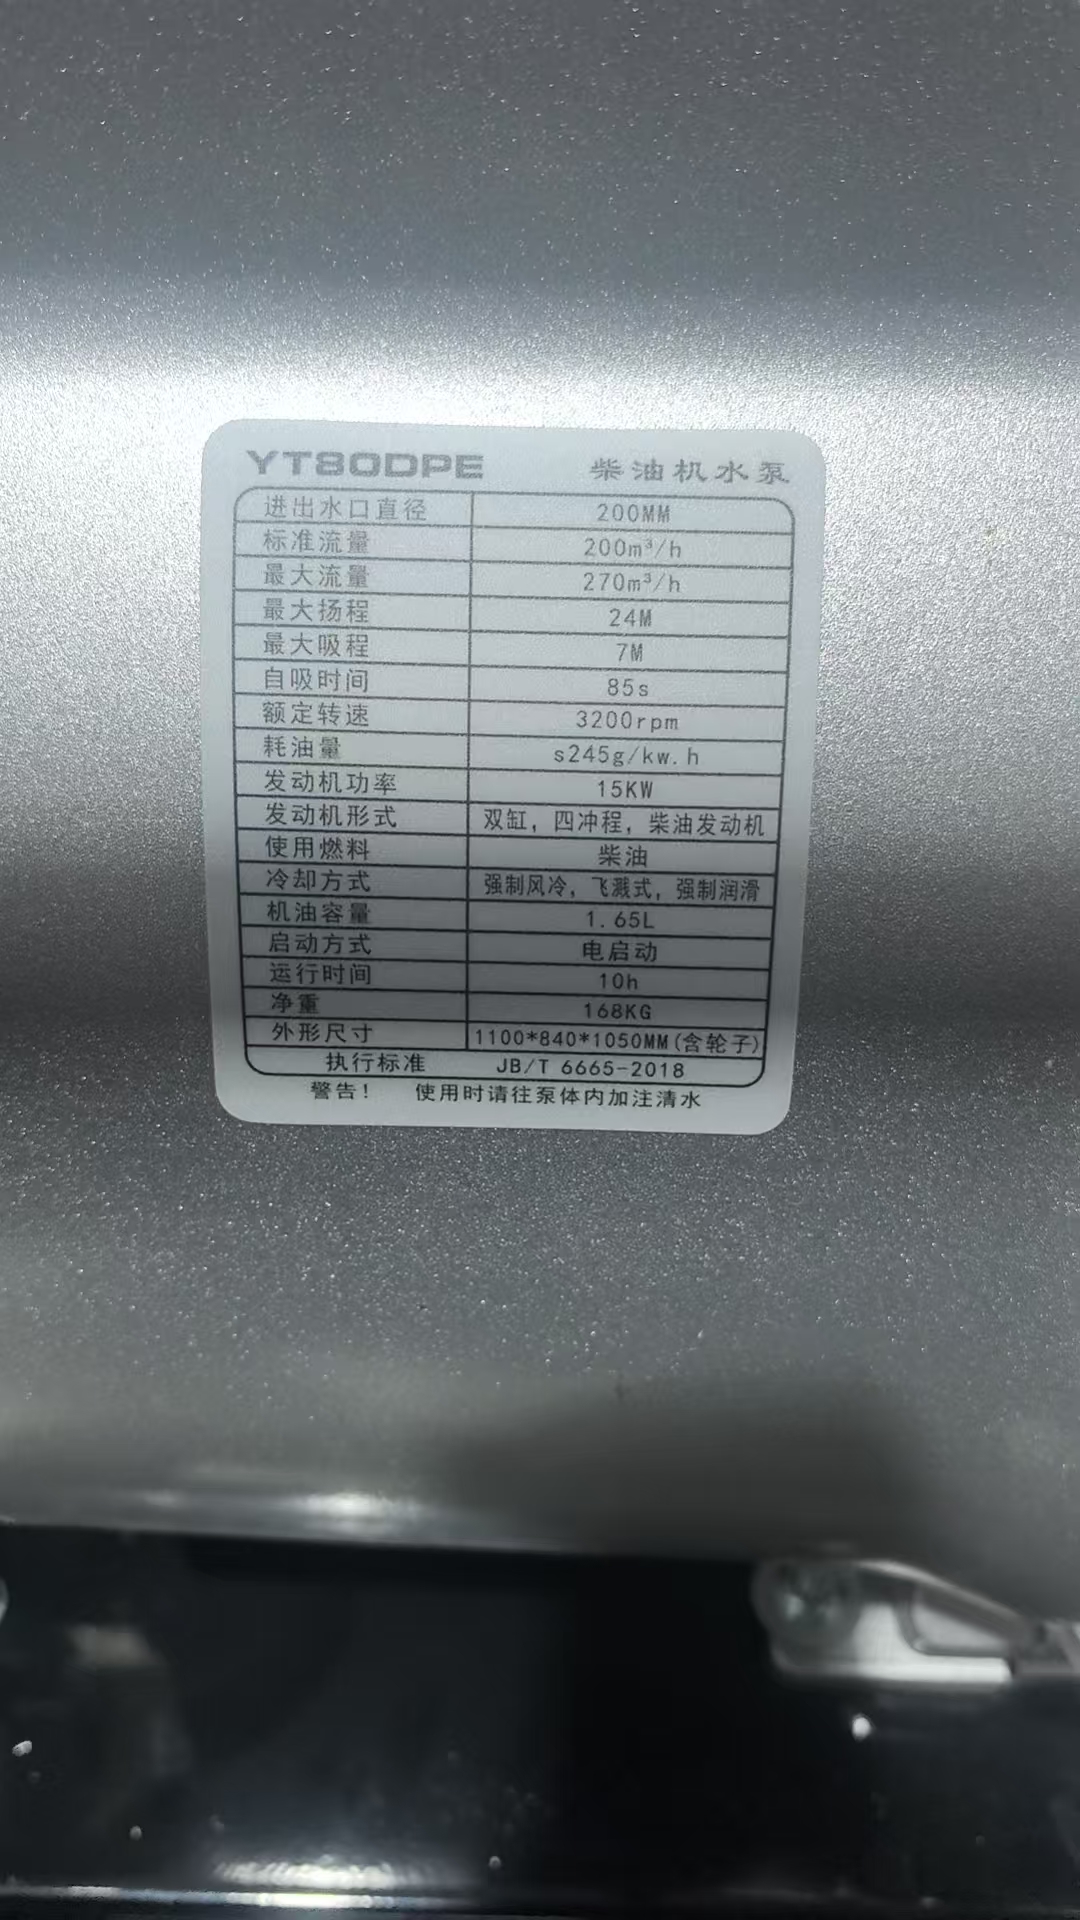 YT80DPE 柴油机水泵
进出水口直径 200MM
标准流量 200m³/h
最大流量 270m³/h
最大扬程 24M
最大吸程 7M
自吸时间 85s
额定转速 3200rpm
耗油量 s245g/kw.h
发动机功率 15KW
发动机形式 双缸，四冲程，柴油发动机
使用燃料 柴油
冷却方式 强制风冷，飞溅式，强制润滑
机油容量 1.65L
启动方式 电启动
运行时间 10h
净重 168KG
外形尺寸 1100*840*1050MM(含轮子)
执行标准 JB/T 6665-2018
警告！ 使用时请往泵体内加注清水